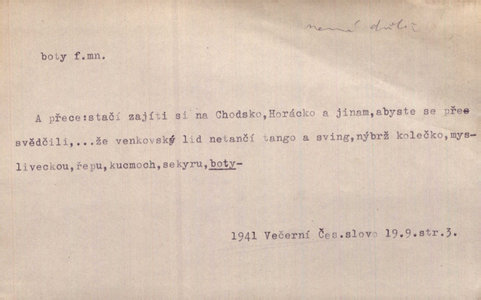 boty f.mn.
A přece:stačí zajíti si na Chodsko,Horácko a jinam,abyste se pře
svědčili,...že venkovský lid netančí tango a sving,nýbrž kolečko,mys-
liveckou,řepu,kucmoch,sekyru,boty-
1941 Večerní Čes.slovo 19.9.str.3.